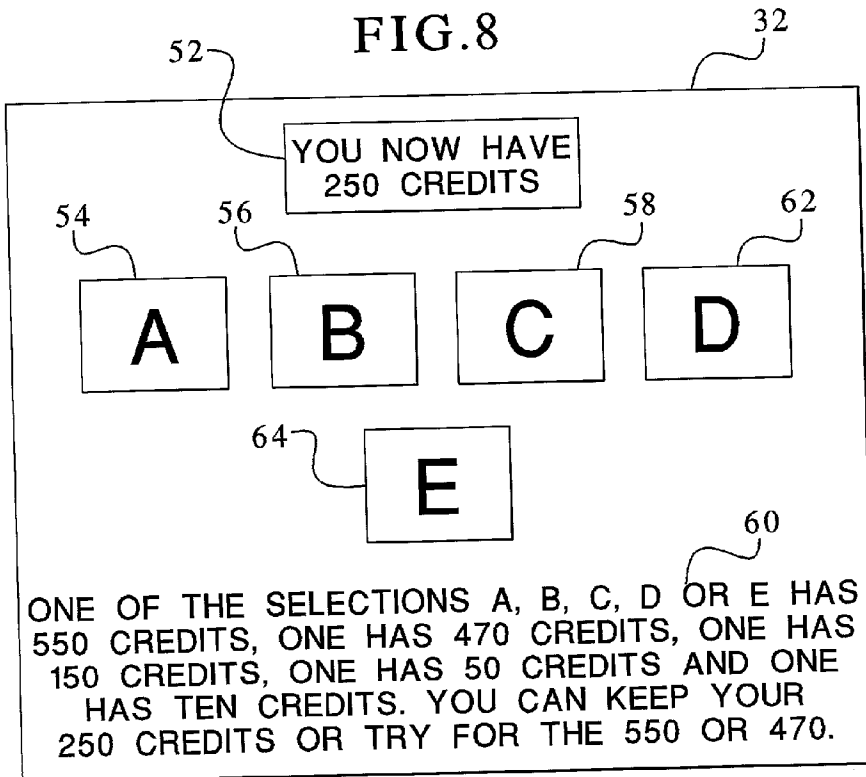 FIG.8
52
32
YOU NOW HAVE
250 CREDITS
54
56
58
62
A
B
C
D
64
E
60
ONE OF THE SELECTIONS A, B, C, D OR E HAS
550 CREDITS, ONE HAS 470 CREDITS, ONE HAS
150 CREDITS, ONE HAS 50 CREDITS AND ONE
HAS TEN CREDITS. YOU CAN KEEP YOUR
250 CREDITS OR TRY FOR THE 550 OR 470.